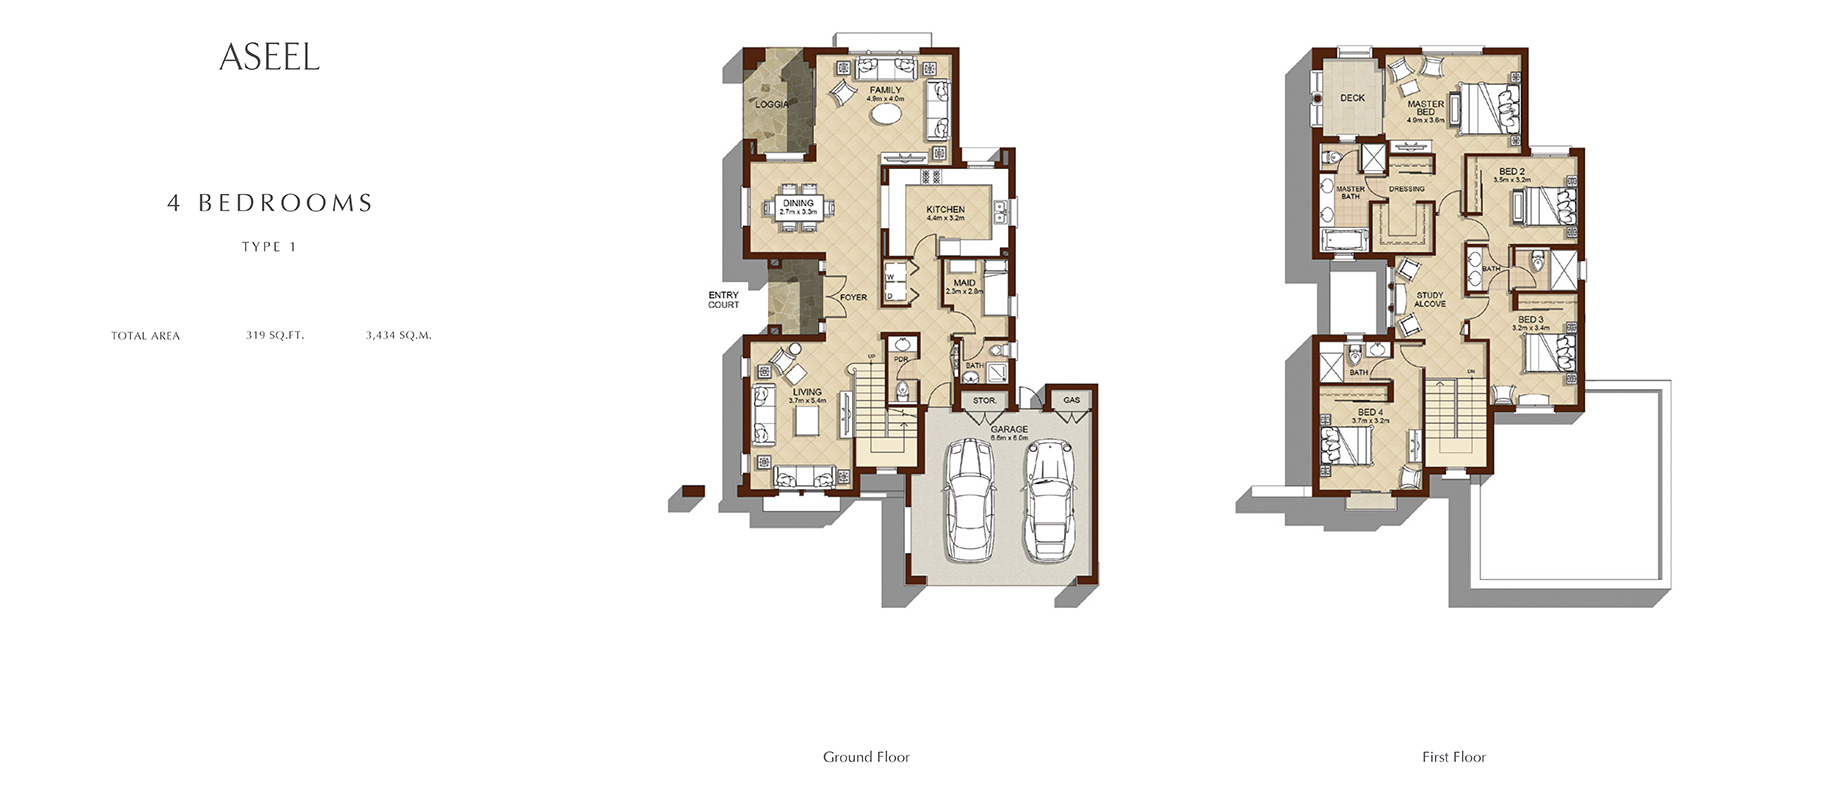 ASEEL
4 BEDROOMS
TYPE 1
TOTAL AREA 319 SQ.FT. 3,434 SQ.M.
LOGGIA
FAMILY
4.9m x 4.0m
DINING
2.7m x 3.3m
KITCHEN
4.4m x 3.2m
W
D
MAID
2.3m x 2.8m
ENTRY
COURT
FOYER
UP
PDR.
BATH
LIVING
3.7m x 5.4m
STOR.
GAS
GARAGE
6.6m x 6.0m
Ground Floor
DECK
MASTER
BED
4.9m x 3.6m
BED 2
3.5m x 3.2m
MASTER
BATH
DRESSING
BATH
STUDY
ALCOVE
BED 3
3.2m x 3.4m
BATH
DN
BED 4
3.7m x 3.2m
First Floor